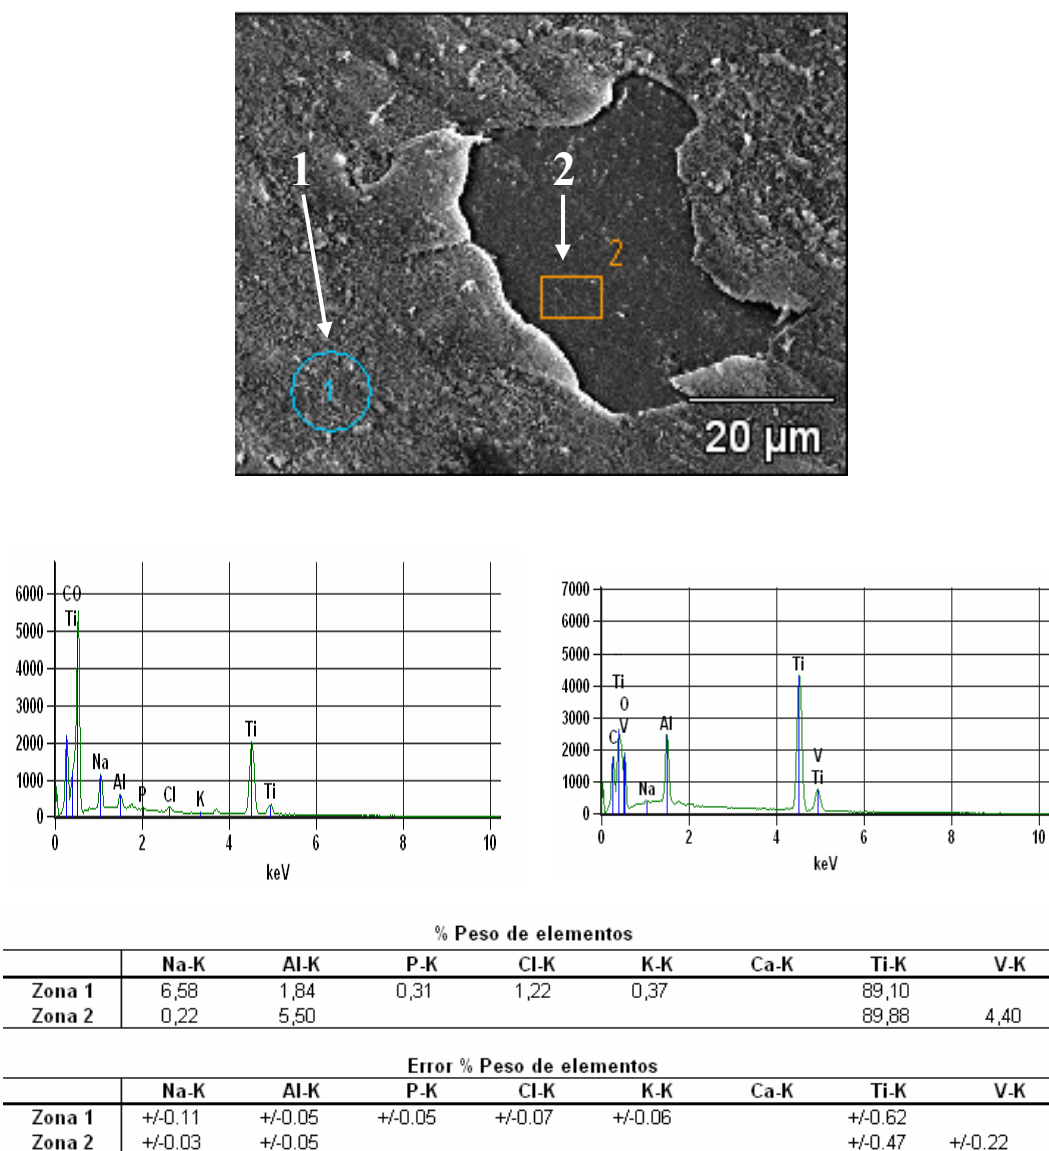 1
2
2
1
20 µm
6000
5000
4000
3000
2000
1000
0
C O
Ti
Na
Al
P
Cl
K
Ti
Ti
0 2 4 6 8 10
keV
7000
6000
5000
4000
3000
2000
1000
0
Ti
O
C V
Na
Al
Ti
V
Ti
0 2 4 6 8 10
keV
% Peso de elementos
Na-K Al-K P-K Cl-K K-K Ca-K Ti-K V-K
Zona 1 6,58 1,84 0,31 1,22 0,37 89,10
Zona 2 0,22 5,50 89,88 4,40
Error % Peso de elementos
Na-K Al-K P-K Cl-K K-K Ca-K Ti-K V-K
Zona 1 +/-0.11 +/-0.05 +/-0.05 +/-0.07 +/-0.06 +/-0.62
Zona 2 +/-0.03 +/-0.05 +/-0.47 +/-0.22